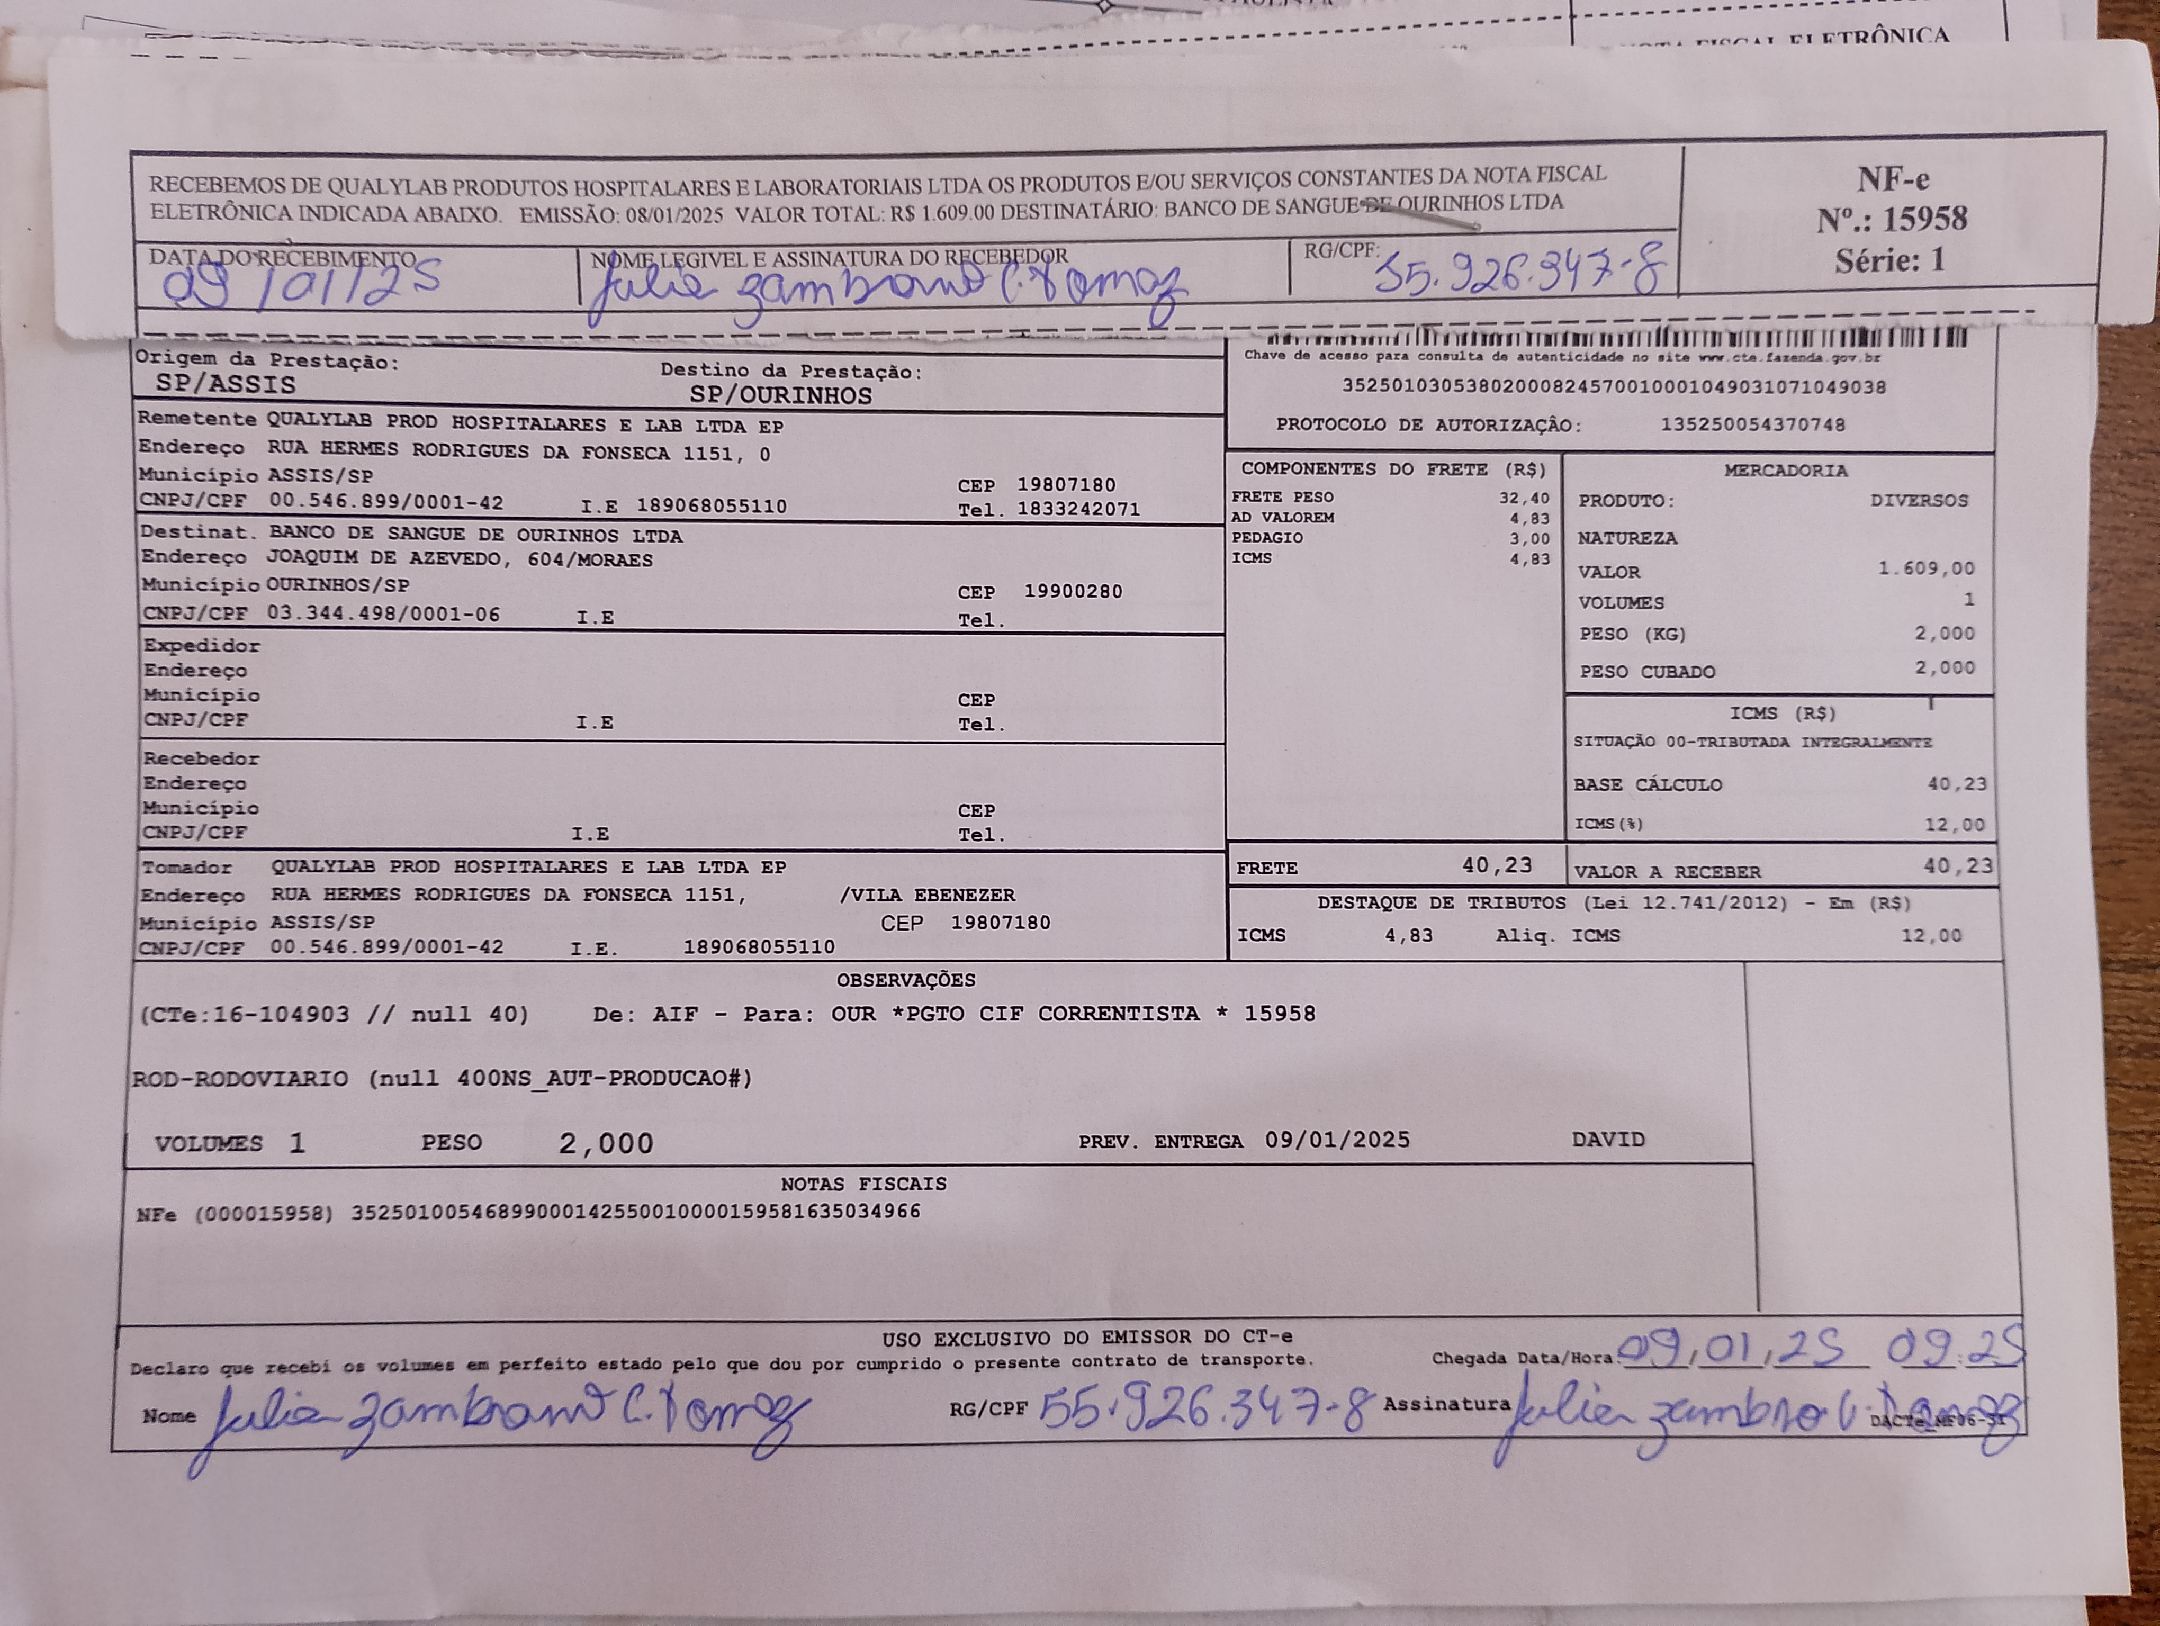 NOTA FISCAL ELETRÔNICA
RECEBEMOS DE QUALYLAB PRODUTOS HOSPITALARES E LABORATORIAIS LTDA OS PRODUTOS E/OU SERVIÇOS CONSTANTES DA NOTA FISCAL
ELETRÔNICA INDICADA ABAIXO. EMISSÃO: 08/01/2025 VALOR TOTAL: R$ 1.609.00 DESTINATÁRIO: BANCO DE SANGUE DE OURINHOS LTDA
NF-e
Nº.: 15958
Série: 1
DATA DO RECEBIMENTO
09/01/25
NOME LEGIVEL E ASSINATURA DO RECEBEDOR
Julia Zambrano C. Tomaz
RG/CPF:
55.926.347-8
Origem da Prestação:
SP/ASSIS
Destino da Prestação:
SP/OURINHOS
Chave de acesso para consulta de autenticidade no site www.cte.fazenda.gov.br
35250103053802000824570010001049031071049038
PROTOCOLO DE AUTORIZAÇÂO: 135250054370748
Remetente QUALYLAB PROD HOSPITALARES E LAB LTDA EP
Endereço RUA HERMES RODRIGUES DA FONSECA 1151, 0
Município ASSIS/SP CEP 19807180
CNPJ/CPF 00.546.899/0001-42 I.E 189068055110 Tel. 1833242071
Destinat. BANCO DE SANGUE DE OURINHOS LTDA
Endereço JOAQUIM DE AZEVEDO, 604/MORAES
Município OURINHOS/SP CEP 19900280
CNPJ/CPF 03.344.498/0001-06 I.E Tel.
Expedidor
Endereço
Município CEP
CNPJ/CPF I.E Tel.
Recebedor
Endereço
Município CEP
CNPJ/CPF I.E Tel.
Tomador QUALYLAB PROD HOSPITALARES E LAB LTDA EP
Endereço RUA HERMES RODRIGUES DA FONSECA 1151, /VILA EBENEZER
Município ASSIS/SP CEP 19807180
CNPJ/CPF 00.546.899/0001-42 I.E. 189068055110
COMPONENTES DO FRETE (R$)
FRETE PESO 32,40
AD VALOREM 4,83
PEDAGIO 3,00
ICMS 4,83
MERCADORIA
PRODUTO: DIVERSOS
NATUREZA
VALOR 1.609,00
VOLUMES 1
PESO (KG) 2,000
PESO CUBADO 2,000
ICMS (R$)
SITUAÇÃO 00-TRIBUTADA INTEGRALMENTE
BASE CÁLCULO 40,23
ICMS(%) 12,00
FRETE 40,23
VALOR A RECEBER 40,23
DESTAQUE DE TRIBUTOS (Lei 12.741/2012) - Em (R$)
ICMS 4,83 Aliq. ICMS 12,00
OBSERVAÇÕES
(CTe:16-104903 // null 40) De: AIF - Para: OUR *PGTO CIF CORRENTISTA * 15958
ROD-RODOVIARIO (null 400NS_AUT-PRODUCAO#)
VOLUMES 1 PESO 2,000 PREV. ENTREGA 09/01/2025 DAVID
NOTAS FISCAIS
NFe (000015958) 35250100546899000142550010000159581635034966
USO EXCLUSIVO DO EMISSOR DO CT-e
Declaro que recebi os volumes em perfeito estado pelo que dou por cumprido o presente contrato de transporte.
Chegada Data/Hora: 09,01,25 09:25
Nome Julia Zambrano C. Tomaz RG/CPF 55.926.347-8 Assinatura Julia Zambrano C. Tomaz